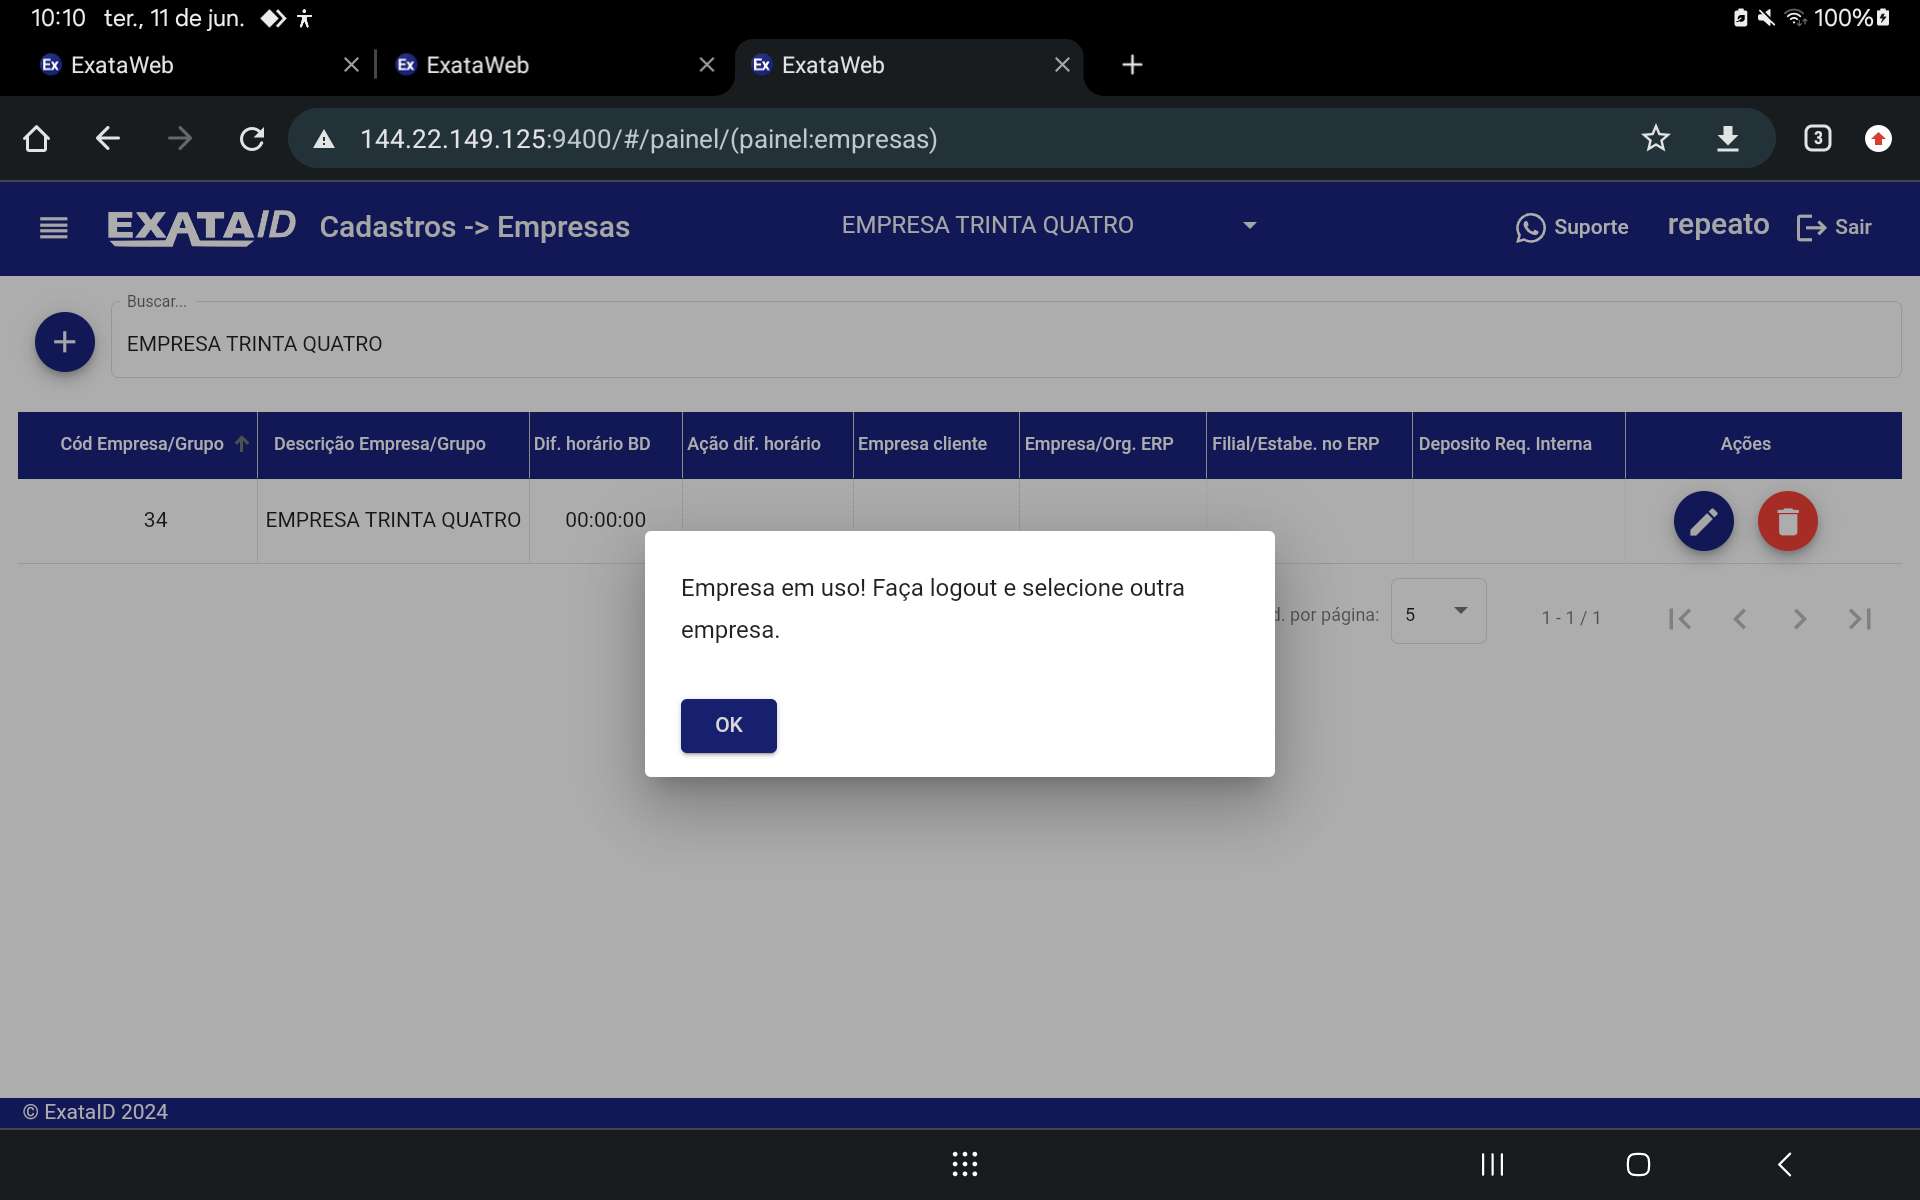 10:10 ter., 11 de jun. 100%
Ex ExataWeb Ex ExataWeb Ex ExataWeb
144.22.149.125:9400/#/painel/(painel:empresas) 3
EXATAID Cadastros -> Empresas EMPRESA TRINTA QUATRO Suporte repeato Sair
Buscar...
EMPRESA TRINTA QUATRO
Cód Empresa/Grupo Descrição Empresa/Grupo Dif. horário BD Ação dif. horário Empresa cliente Empresa/Org. ERP Filial/Estabe. no ERP Deposito Req. Interna Ações
34 EMPRESA TRINTA QUATRO 00:00:00
Empresa em uso! Faça logout e selecione outra
empresa.
d. por página: 5 1 - 1 / 1
OK
© ExataID 2024